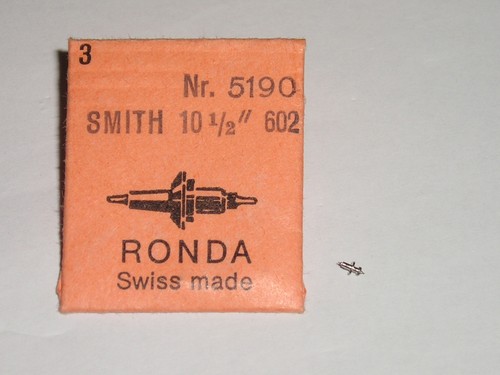 3
Nr. 5190
SMITH 10 1/2" 602
RONDA
Swiss made